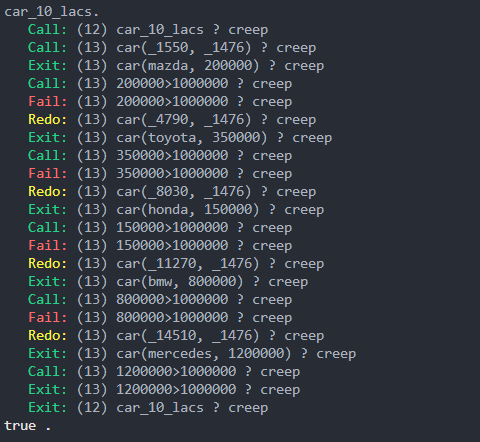 car_10_lacs.
Call: (12) car_10_lacs ? creep
Call: (13) car(_1550, _1476) ? creep
Exit: (13) car(mazda, 200000) ? creep
Call: (13) 200000>1000000 ? creep
Fail: (13) 200000>1000000 ? creep
Redo: (13) car(_4790, _1476) ? creep
Exit: (13) car(toyota, 350000) ? creep
Call: (13) 350000>1000000 ? creep
Fail: (13) 350000>1000000 ? creep
Redo: (13) car(_8030, _1476) ? creep
Exit: (13) car(honda, 150000) ? creep
Call: (13) 150000>1000000 ? creep
Fail: (13) 150000>1000000 ? creep
Redo: (13) car(_11270, _1476) ? creep
Exit: (13) car(bmw, 800000) ? creep
Call: (13) 800000>1000000 ? creep
Fail: (13) 800000>1000000 ? creep
Redo: (13) car(_14510, _1476) ? creep
Exit: (13) car(mercedes, 1200000) ? creep
Call: (13) 1200000>1000000 ? creep
Exit: (13) 1200000>1000000 ? creep
Exit: (12) car_10_lacs ? creep
true .